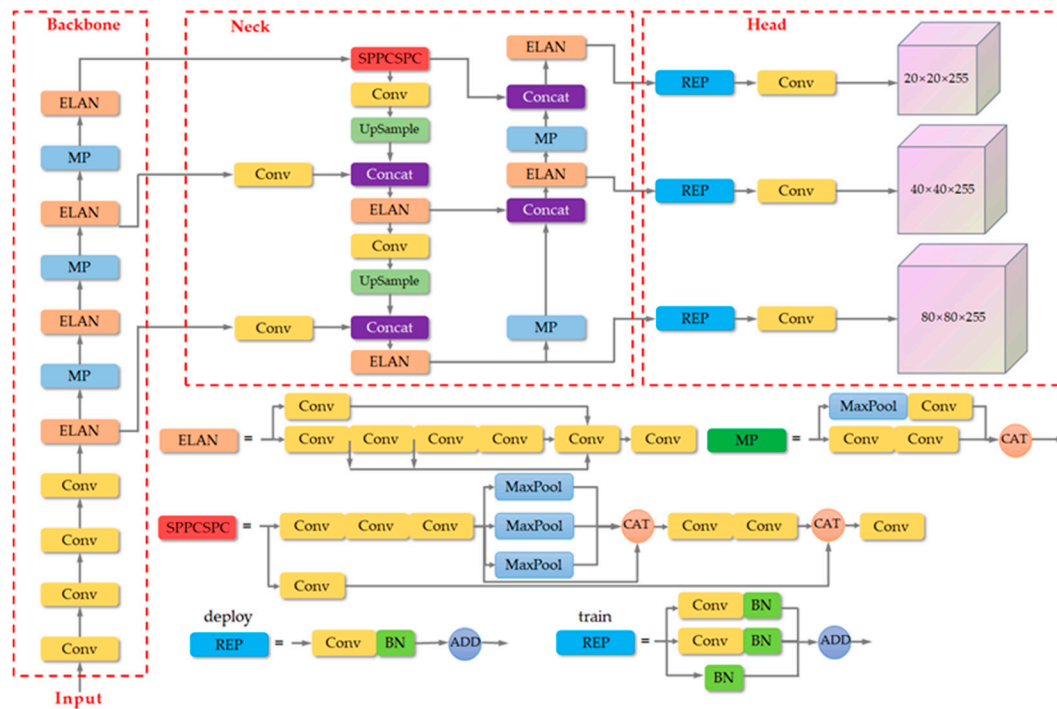 Backbone
Neck
Head
ELAN
MP
ELAN
MP
ELAN
MP
ELAN
Conv
Conv
Conv
Conv
Input
SPPCSPC
Conv
UpSample
Conv
Concat
ELAN
Conv
UpSample
Conv
Concat
ELAN
ELAN
Concat
MP
ELAN
Concat
MP
REP
Conv
20×20×255
REP
Conv
40×40×255
REP
Conv
80×80×255
ELAN
=
Conv
Conv
Conv
Conv
Conv
Conv
Conv
MP
=
MaxPool
Conv
Conv
Conv
CAT
SPPCSPC
=
Conv
Conv
Conv
MaxPool
MaxPool
MaxPool
CAT
Conv
Conv
CAT
Conv
Conv
deploy
REP
=
Conv
BN
ADD
train
REP
=
Conv
BN
Conv
BN
BN
ADD